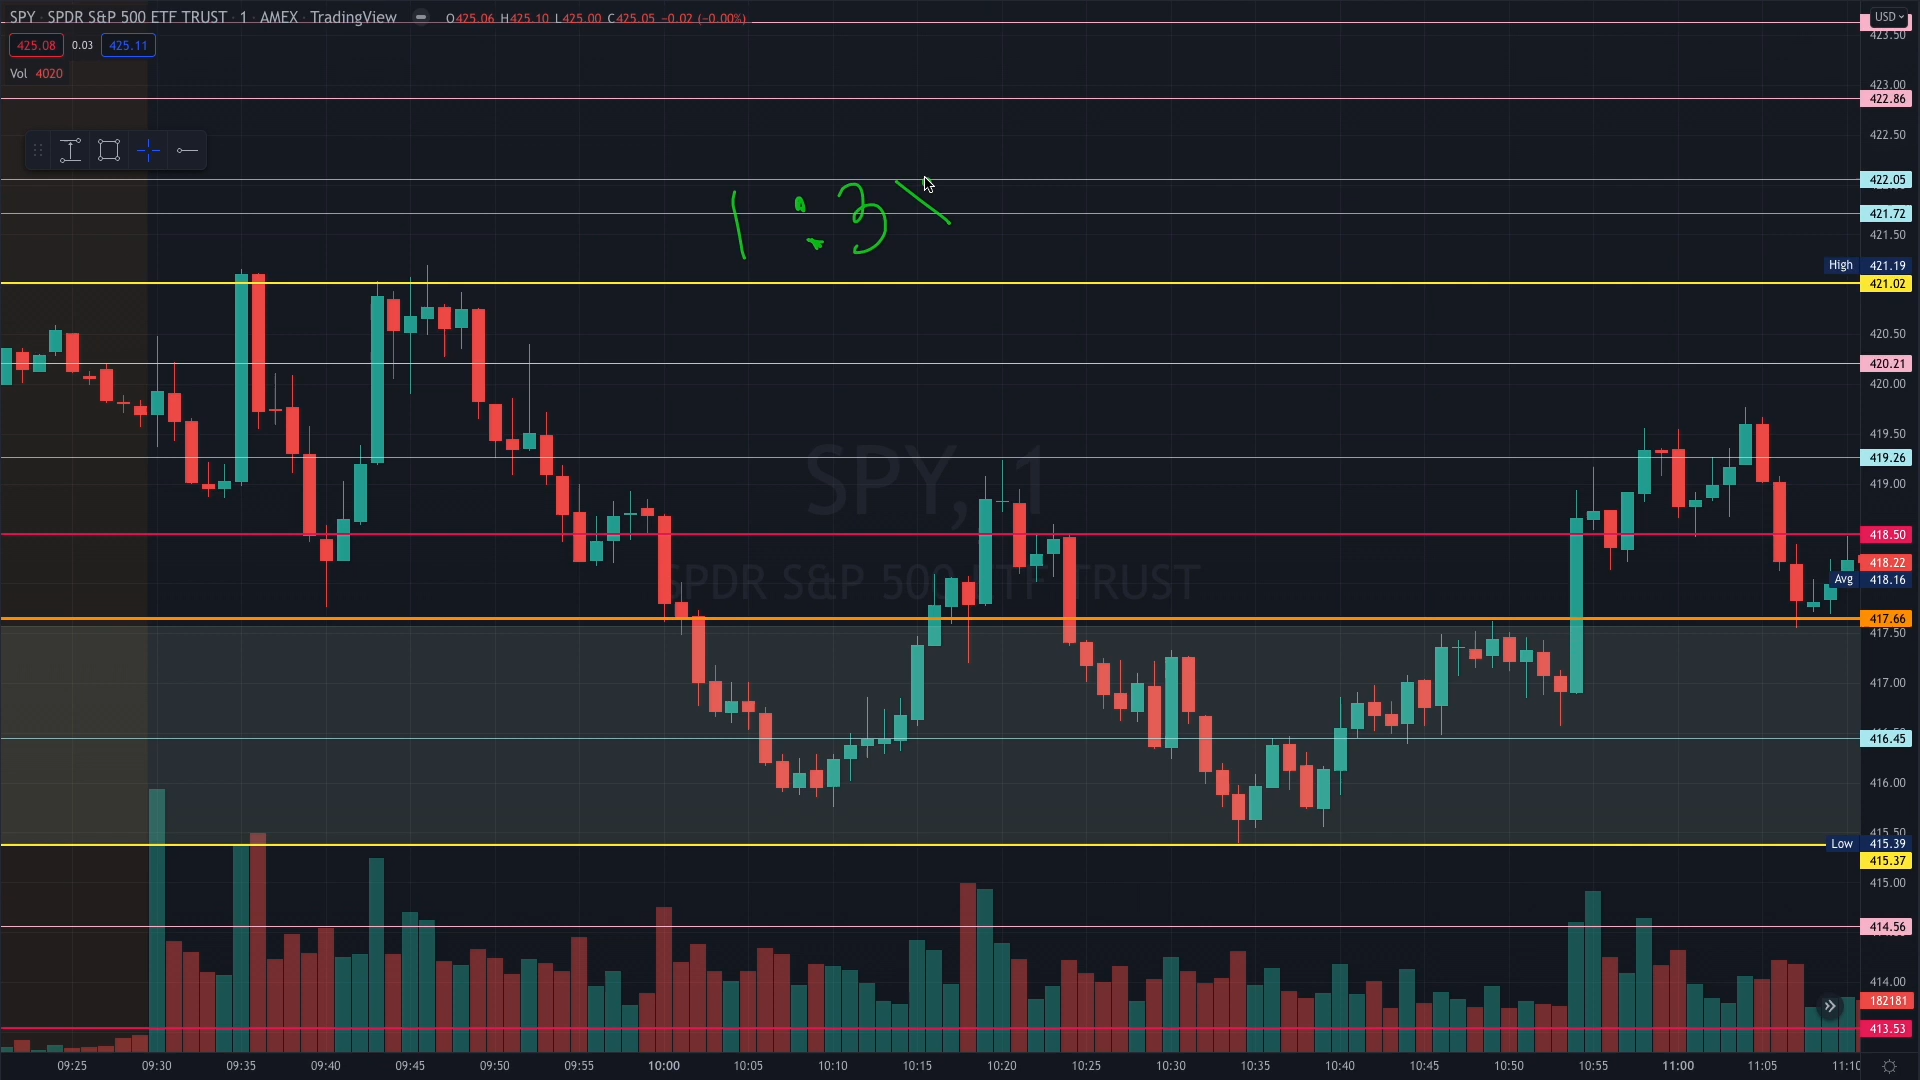 SPY · SPDR S&P 500 ETF TRUST · 1 · AMEX · TradingView O425.06 H425.10 L425.00 C425.05 −0.02 (−0.00%)
USD
423.50
425.08 0.03 425.11
Vol 4020
423.00
422.86
422.50
422.05
1 : 3
421.72
421.50
High 421.19
421.02
420.50
420.21
420.00
419.50
419.26
419.00
SPY, 1
418.50
418.22
SPDR S&P 500 ETF TRUST
Avg 418.16
417.66
417.50
417.00
416.45
416.00
415.50
Low 415.39
415.37
415.00
414.56
414.00
182181
413.53
09:25 09:30 09:35 09:40 09:45 09:50 09:55 10:00 10:05 10:10 10:15 10:20 10:25 10:30 10:35 10:40 10:45 10:50 10:55 11:00 11:05 11:10